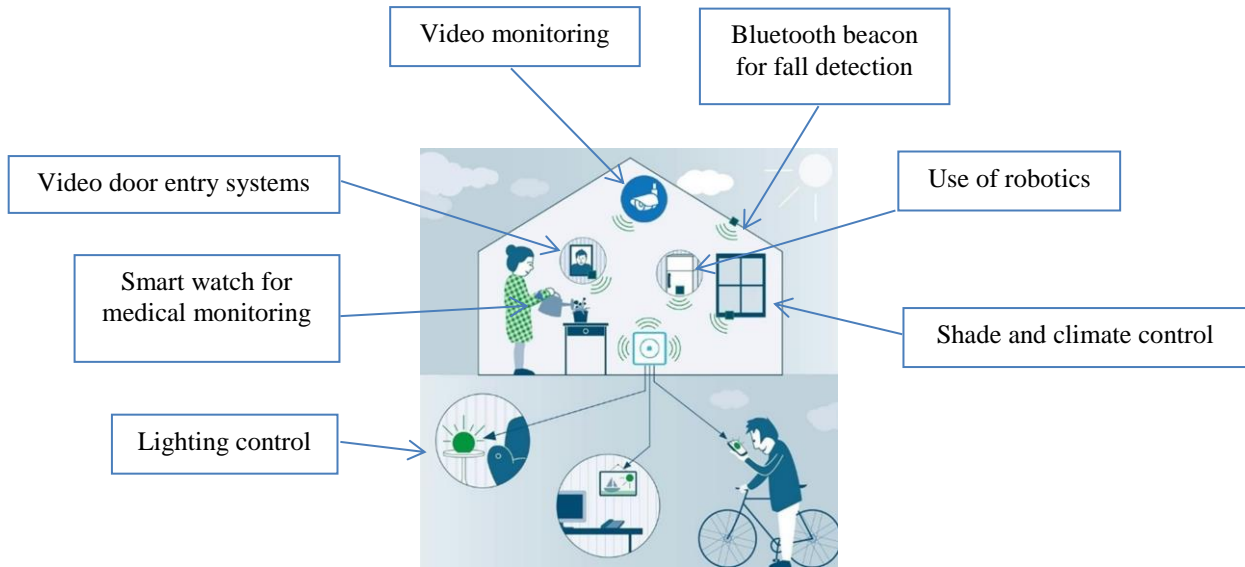 Video monitoring
Bluetooth beacon
for fall detection
Video door entry systems
Use of robotics
Smart watch for
medical monitoring
Shade and climate control
Lighting control